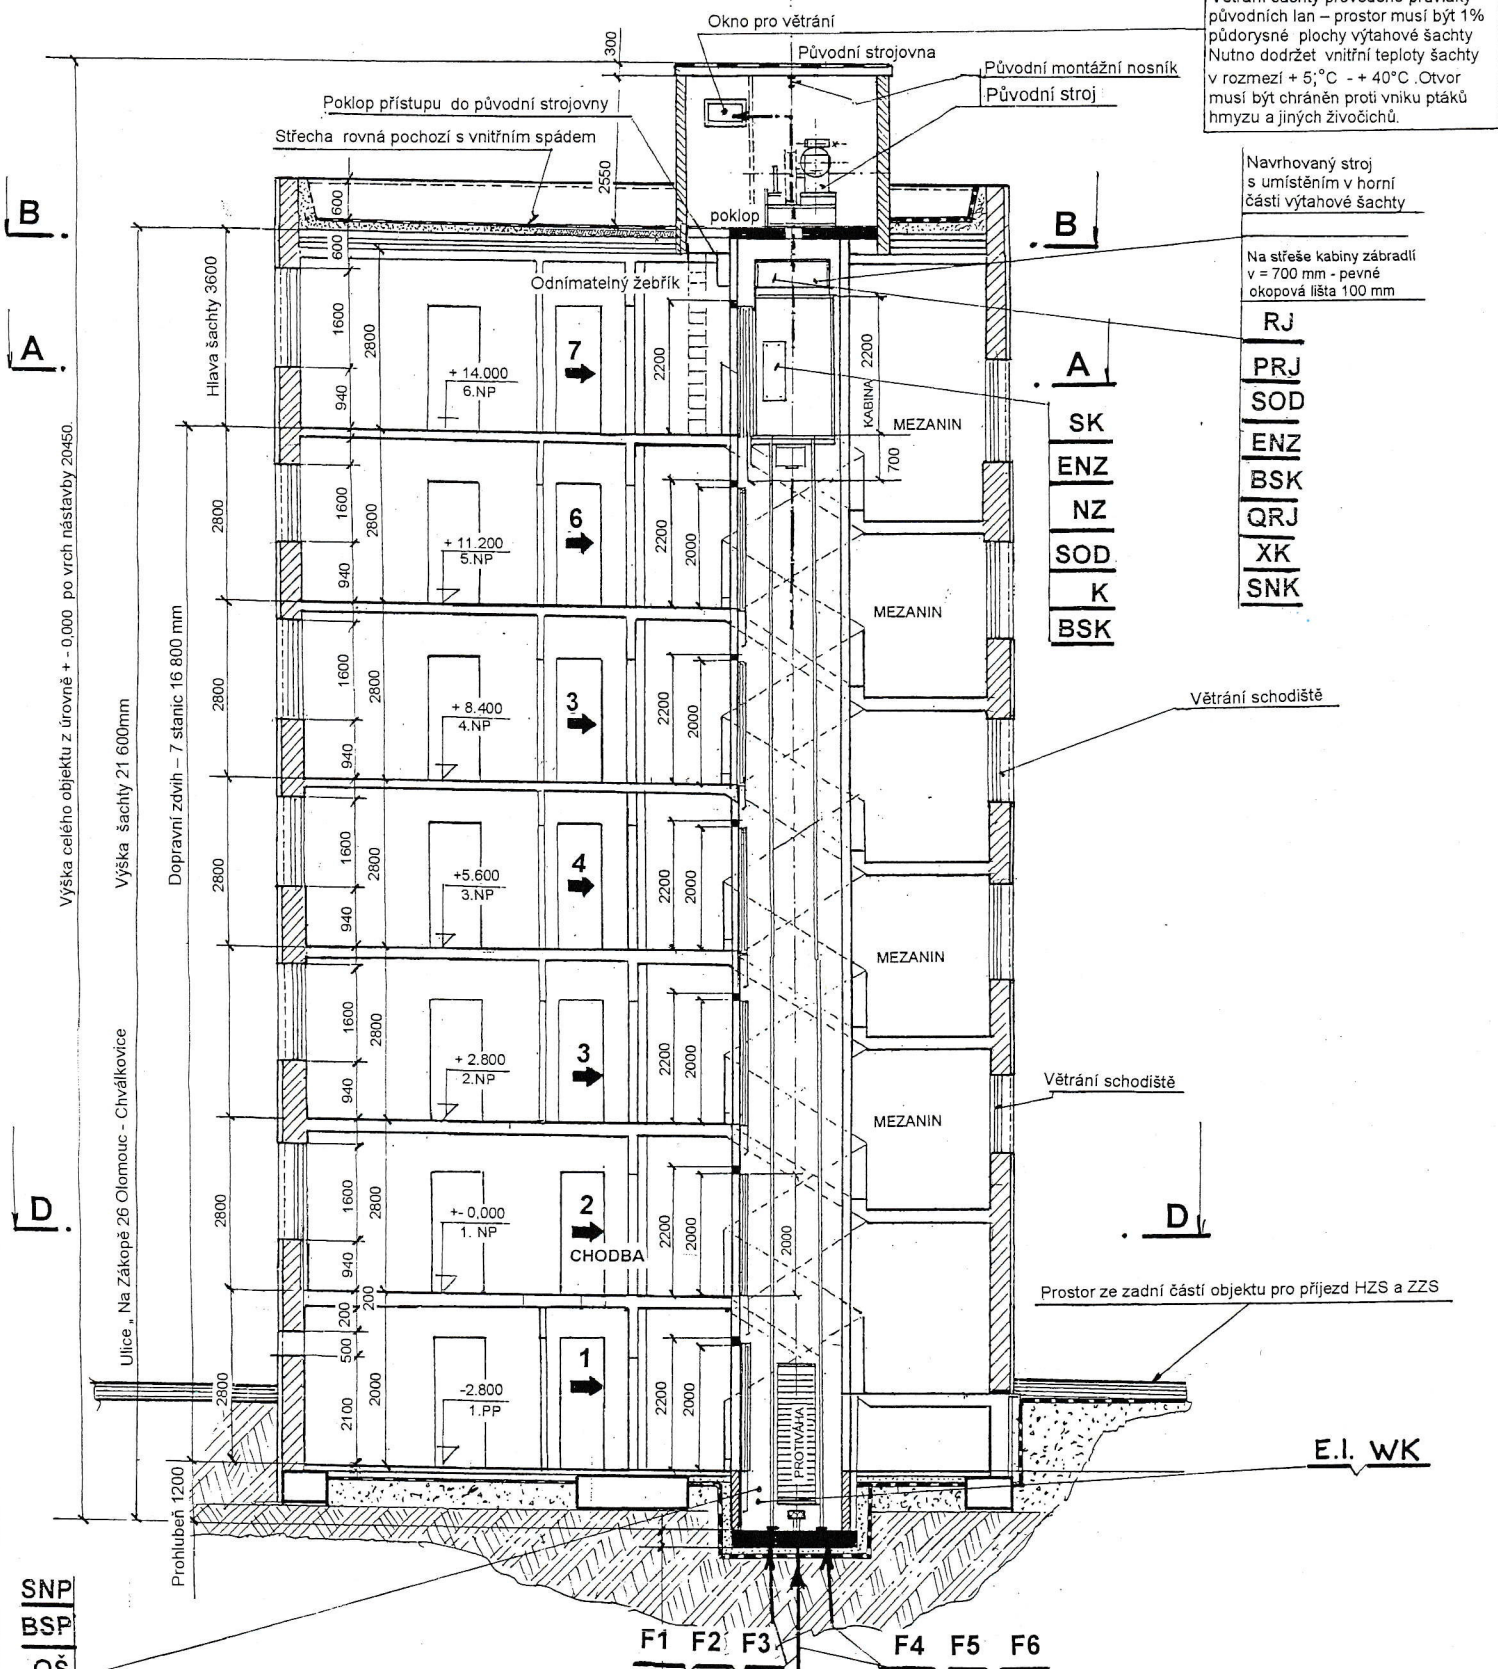 Okno pro větrání
původních lan – prostor musí být 1%
půdorysné plochy výtahové šachty
Nutno dodržet vnitřní teploty šachty
v rozmezí + 5;°C - + 40°C .Otvor
musí být chráněn proti vniku ptáků
hmyzu a jiných živočichů.
300
Původní strojovna
Původní montážní nosník
Původní stroj
Poklop přístupu do původní strojovny
Střecha rovná pochozí s vnitřním spádem
2550
Navrhovaný stroj
s umístěním v horní
části výtahové šachty
B
600
poklop
B
600
Na střeše kabiny zábradlí
v = 700 mm - pevné
okopová lišta 100 mm
Odnímatelný žebřík
Hlava šachty 3600
A
1600
2800
940
+ 14.000
6.NP
7
2200
KABINA 2200
700
MEZANIN
A
SK
ENZ
NZ
SOD
K
BSK
RJ
PRJ
SOD
ENZ
BSK
QRJ
XK
SNK
Výška celého objektu z úrovně + - 0,000 po vrch nástavby 20450.
Výška šachty 21 600mm
Dopravní zdvih – 7 stanic 16 800 mm
2800
1600
2800
940
+ 11.200
5.NP
6
2200
2000
MEZANIN
2800
1600
2800
940
+ 8.400
4.NP
3
2200
2000
Větrání schodiště
2800
1600
2800
940
+5.600
3.NP
4
2200
2000
MEZANIN
Ulice „ Na Zákopě 26 Olomouc - Chválkovice
1600
2800
940
+ 2.800
2.NP
3
2200
2000
Větrání schodiště
MEZANIN
D
2800
1600
2800
940
+- 0,000
1. NP
2
CHODBA
2200
2000
2000
D
Prostor ze zadní částí objektu pro příjezd HZS a ZZS
200
200
500
2800
2100
2000
-2.800
1.PP
1
2200
2000
PROTIVÁHA
E.I. WK
Prohlubeň 1200
SNP
BSP
OŠ
F1 F2 F3 F4 F5 F6